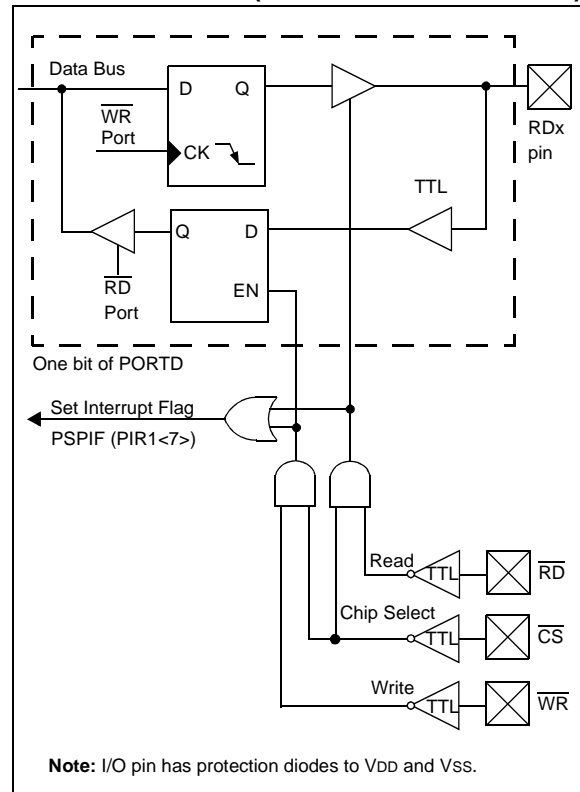 Data Bus
D Q
WR
Port
CK
RDx
pin
TTL
Q D
RD
Port
EN
One bit of PORTD
Set Interrupt Flag
PSPIF (PIR1<7>)
Read
TTL
RD
Chip Select
TTL
CS
Write
TTL
WR
Note: I/O pin has protection diodes to VDD and VSS.